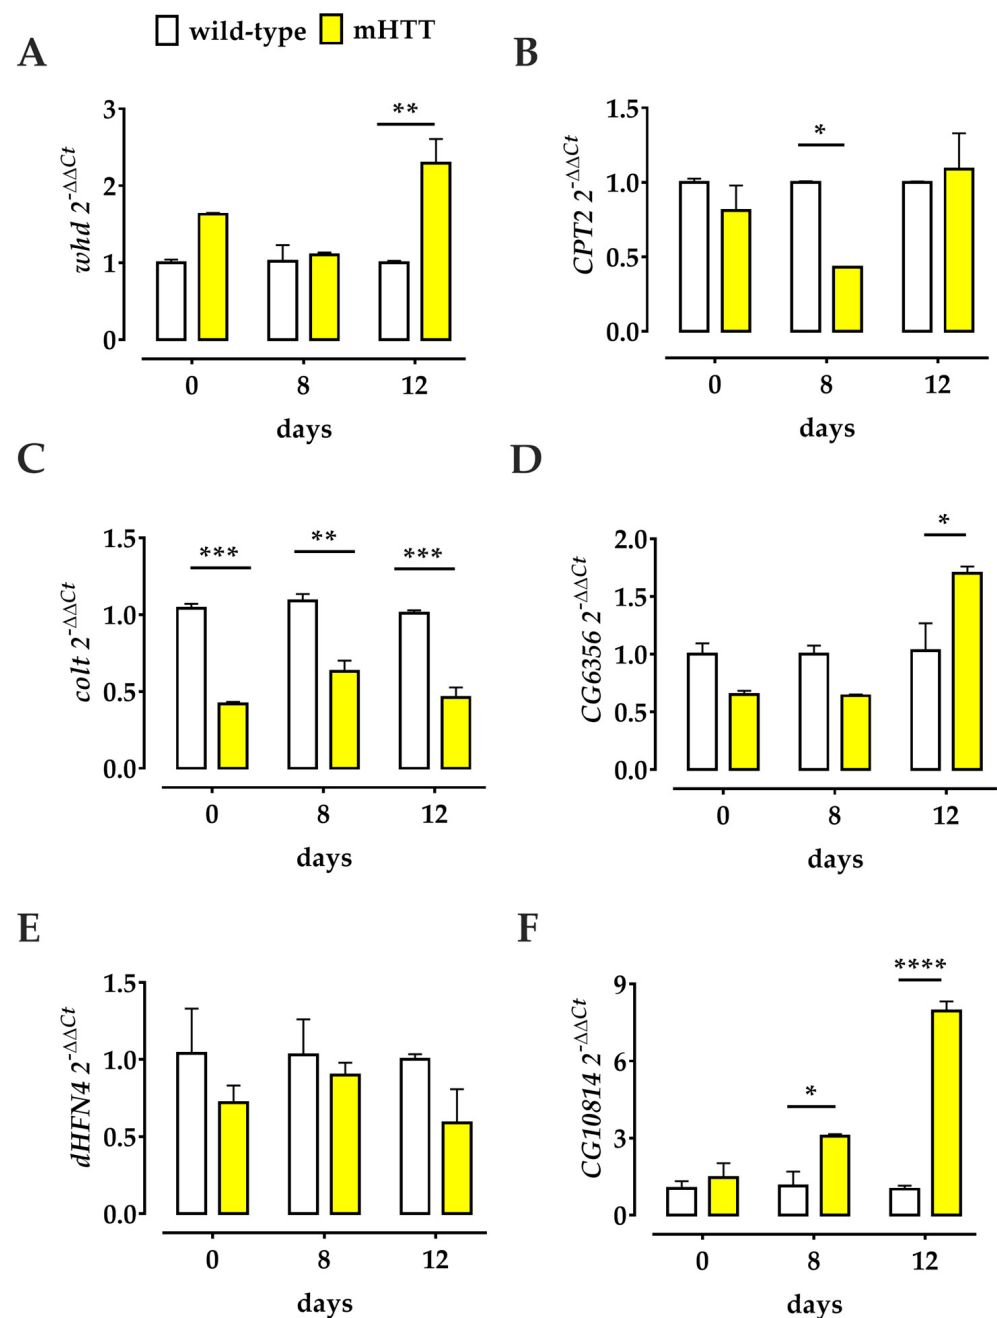 wild-type mHTT
A
whd 2-ΔΔCt
3
2
1
0
**
0 8 12
days
B
CPT2 2-ΔΔCt
1.5
1.0
0.5
0.0
*
0 8 12
days
C
colt 2-ΔΔCt
1.5
1.0
0.5
0.0
*** ** ***
0 8 12
days
D
CG6356 2-ΔΔCt
2.0
1.5
1.0
0.5
0.0
*
0 8 12
days
E
dHFN4 2-ΔΔCt
1.5
1.0
0.5
0.0
0 8 12
days
F
CG10814 2-ΔΔCt
9
6
3
0
* ****
0 8 12
days